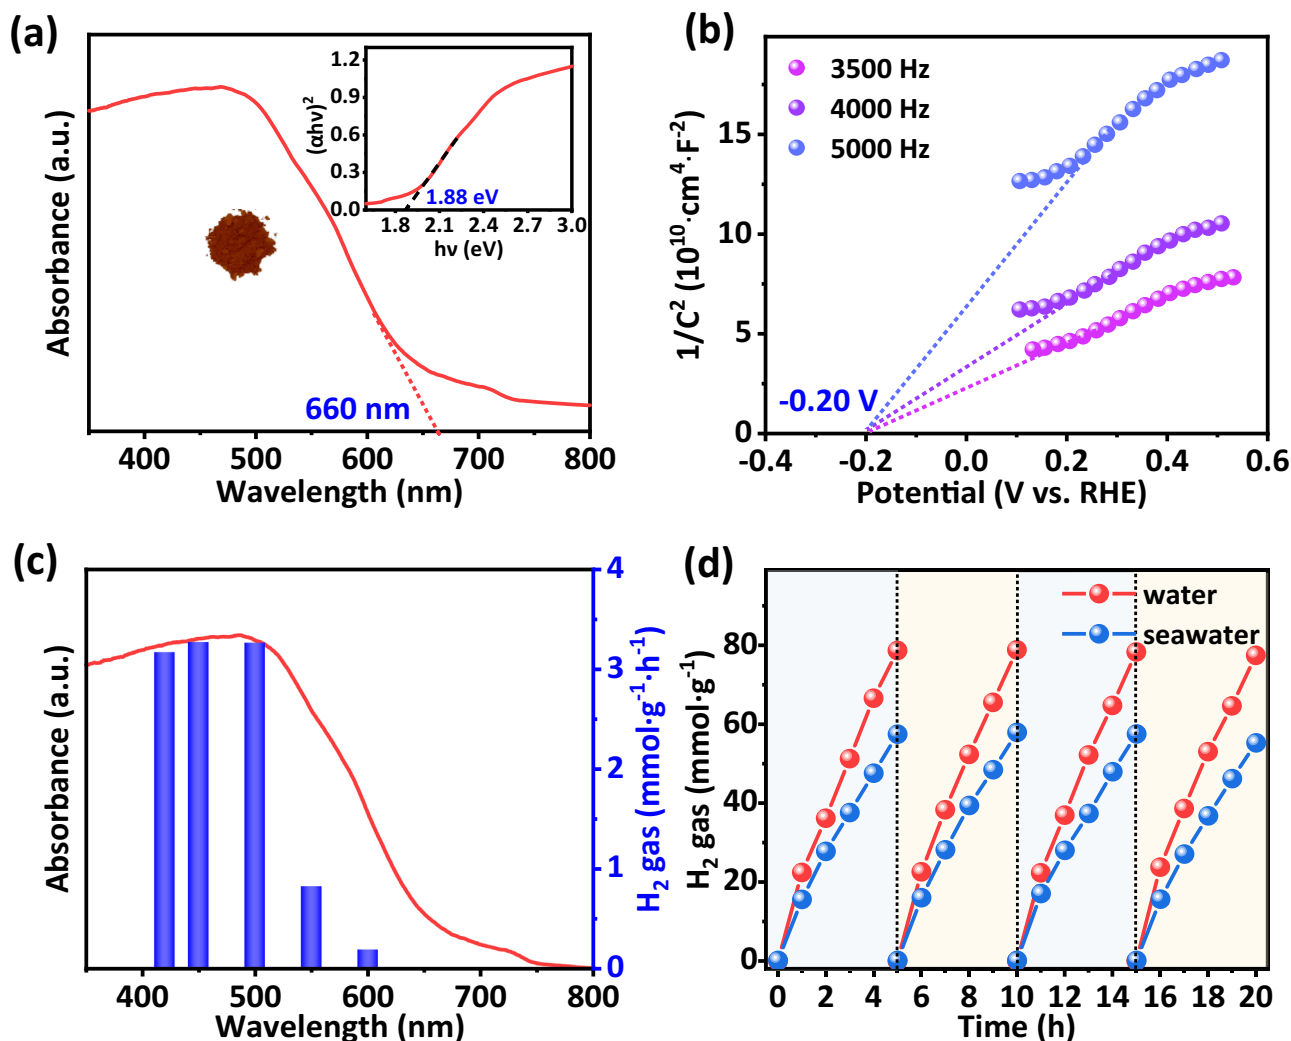 (a)
Absorbance (a.u.)
660 nm
400 500 600 700 800
Wavelength (nm)
(αhν)²
1.2
0.9
0.6
0.3
0.0
1.88 eV
1.8 2.1 2.4 2.7 3.0
hν (eV)
(b)
3500 Hz
4000 Hz
5000 Hz
1/C² (10¹⁰·cm⁴·F⁻²)
15
10
5
0
-0.20 V
-0.4 -0.2 0.0 0.2 0.4 0.6
Potential (V vs. RHE)
(c)
Absorbance (a.u.)
400 500 600 700 800
Wavelength (nm)
4
3
2
1
0
H₂ gas (mmol·g⁻¹·h⁻¹)
(d)
water
seawater
H₂ gas (mmol·g⁻¹)
80
60
40
20
0
0 2 4 6 8 10 12 14 16 18 20
Time (h)